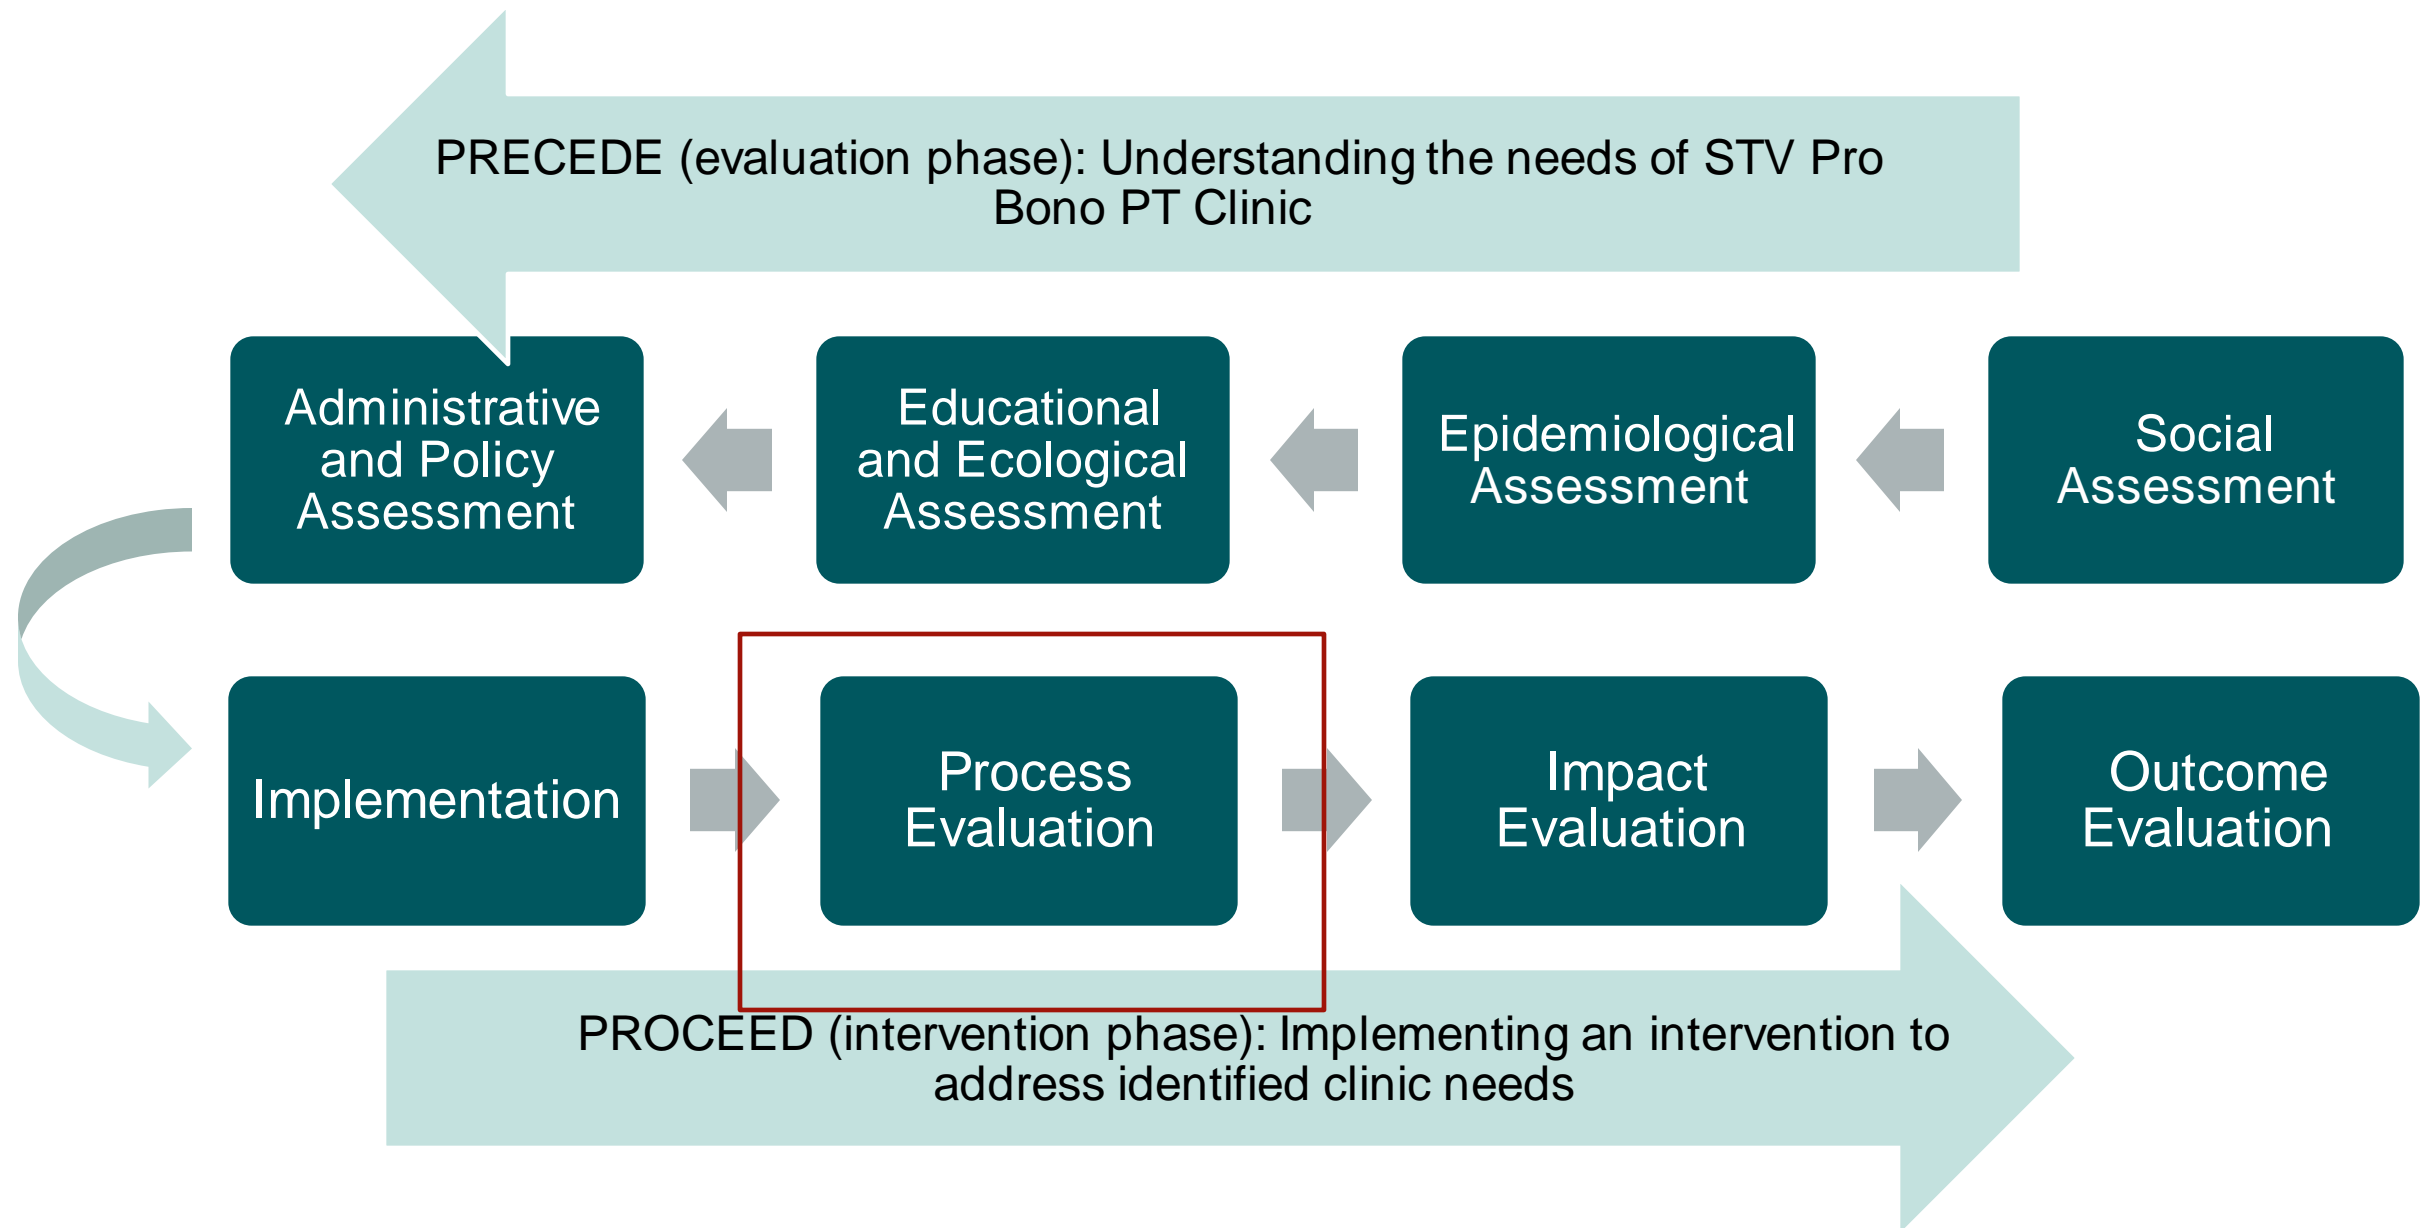 PRECEDE (evaluation phase): Understanding the needs of STV Pro
Bono PT Clinic
Administrative
and Policy
Assessment
Educational
and Ecological
Assessment
Epidemiological
Assessment
Social
Assessment
Implementation
Process
Evaluation
Impact
Evaluation
Outcome
Evaluation
PROCEED (intervention phase): Implementing an intervention to
address identified clinic needs